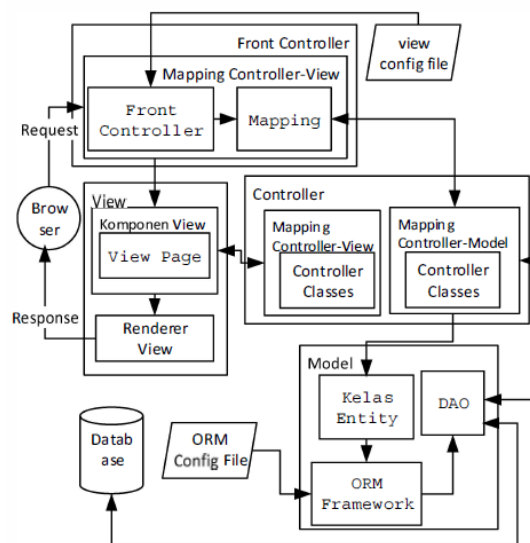 Front Controller
view
config file
Mapping Controller-View
Front
Controller
Mapping
Request
Brow
ser
Response
View
Komponen View
View Page
Renderer
View
Controller
Mapping
Controller-View
Controller
Classes
Mapping
Controller-Model
Controller
Classes
Model
Kelas
Entity
DAO
ORM
Framework
Datab
ase
ORM
Config File